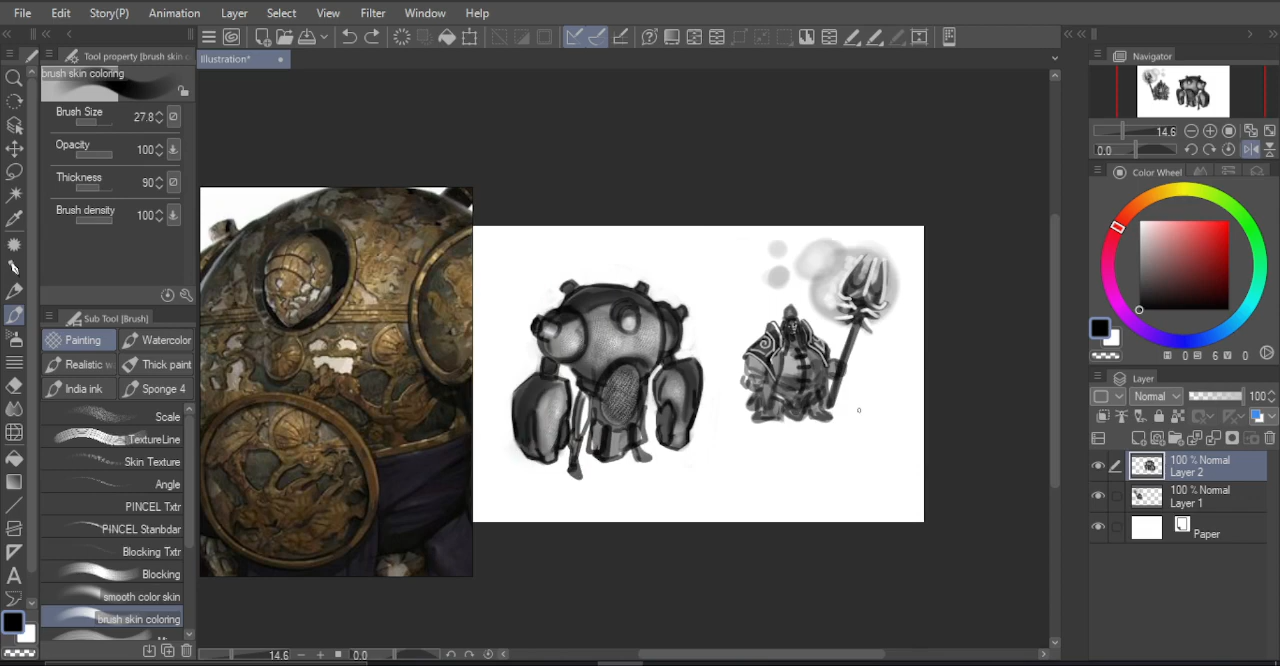 File Edit Story(P) Animation Layer Select View Filter Window Help
Tool property [brush skin c
Illustration*
Navigator
brush skin coloring
Brush Size 27.8
Opacity 100
Thickness 90
Brush density 100
14.6
0.0
Color Wheel
Sub Tool [Brush]
Painting Watercolor
Realistic w Thick paint
India ink Sponge 4
Scale
TextureLine
Skin Texture
Angle
PINCEL Txtr
PINCEL Stanbdar
Blocking Txtr
Blocking
smooth color skin
brush skin coloring
H 0 S 6 V 0
Layer
Normal 100
100 % Normal
Layer 2
100 % Normal
Layer 1
Paper
A
14.6 0.0